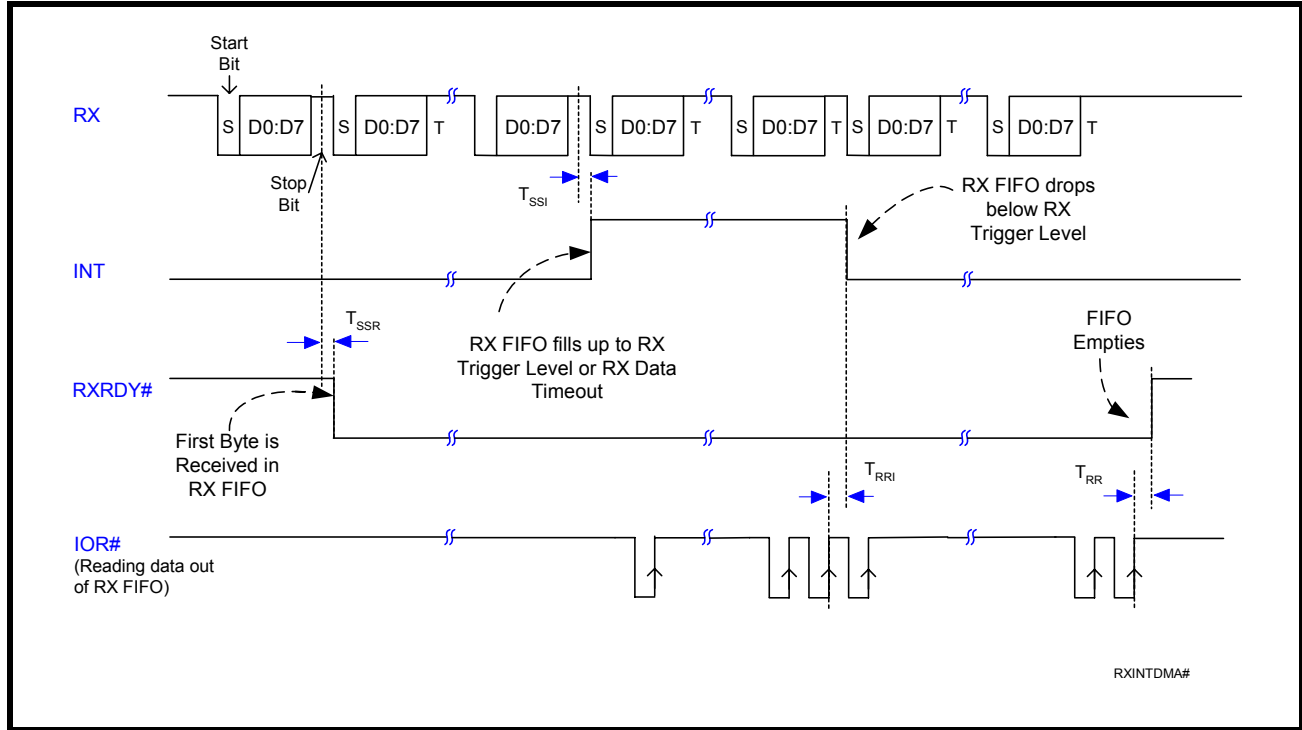 Start
Bit
RX
S D0:D7 S D0:D7 T D0:D7 S D0:D7 T S D0:D7 T S D0:D7 T S D0:D7 T
Stop
Bit
TSSI
RX FIFO drops
below RX
Trigger Level
INT
TSSR
RX FIFO fills up to RX
Trigger Level or RX Data
Timeout
FIFO
Empties
RXRDY#
First Byte is
Received in
RX FIFO
TRRI
TRR
IOR#
(Reading data out
of RX FIFO)
RXINTDMA#